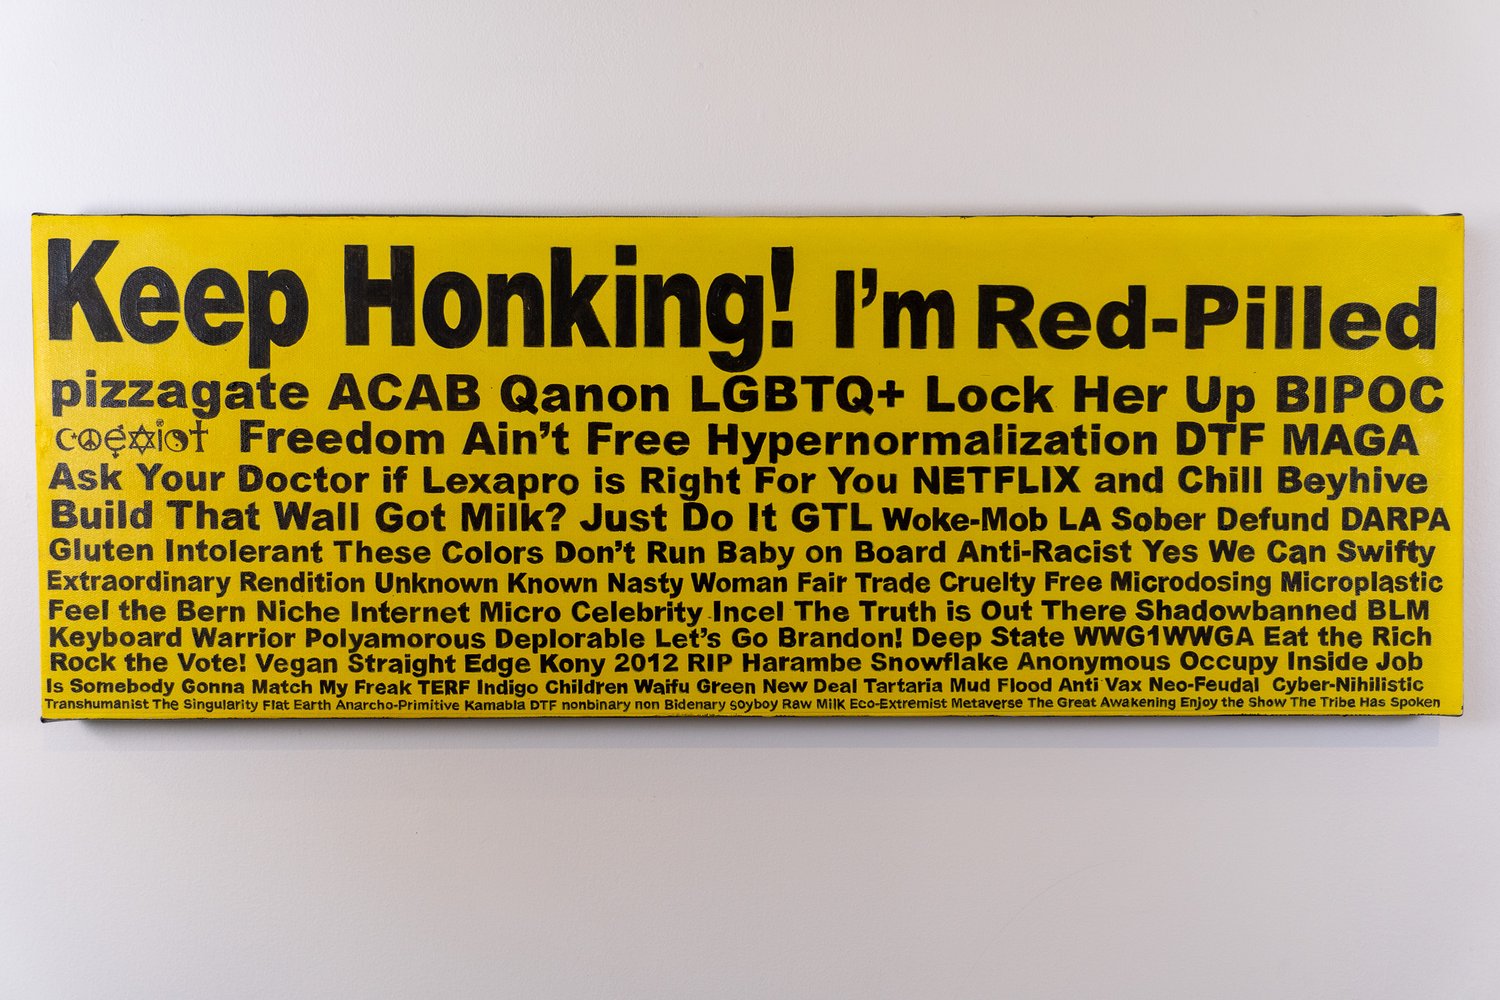 Keep Honking! I'm Red-Pilled
pizzagate ACAB Qanon LGBTQ+ Lock Her Up BIPOC
coexist Freedom Ain't Free Hypernormalization DTF MAGA
Ask Your Doctor if Lexapro is Right For You NETFLIX and Chill Beyhive
Build That Wall Got Milk? Just Do It GTL Woke-Mob LA Sober Defund DARPA
Gluten Intolerant These Colors Don't Run Baby on Board Anti-Racist Yes We Can Swifty
Extraordinary Rendition Unknown Known Nasty Woman Fair Trade Cruelty Free Microdosing Microplastic
Feel the Bern Niche Internet Micro Celebrity Incel The Truth is Out There Shadowbanned BLM
Keyboard Warrior Polyamorous Deplorable Let's Go Brandon! Deep State WWG1WWGA Eat the Rich
Rock the Vote! Vegan Straight Edge Kony 2012 RIP Harambe Snowflake Anonymous Occupy Inside Job
Is Somebody Gonna Match My Freak TERF Indigo Children Waifu Green New Deal Tartaria Mud Flood Anti Vax Neo-Feudal Cyber-Nihilistic
Transhumanist The Singularity Flat Earth Anarcho-Primitive Kamabla DTF nonbinary non Bidenary soyboy Raw Milk Eco-Extremist Metaverse The Great Awakening Enjoy the Show The Tribe Has Spoken